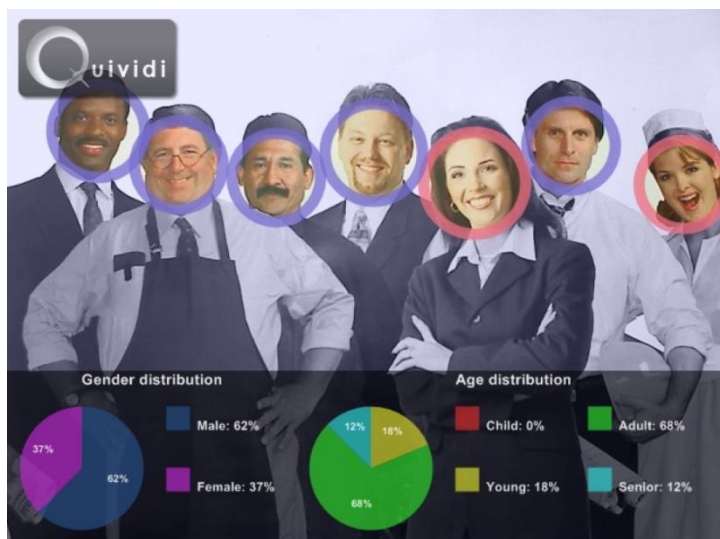 Quividi
Gender distribution
Age distribution
37%
62%
Male: 62%
Female: 37%
12%
18%
68%
Child: 0%
Adult: 68%
Young: 18%
Senior: 12%